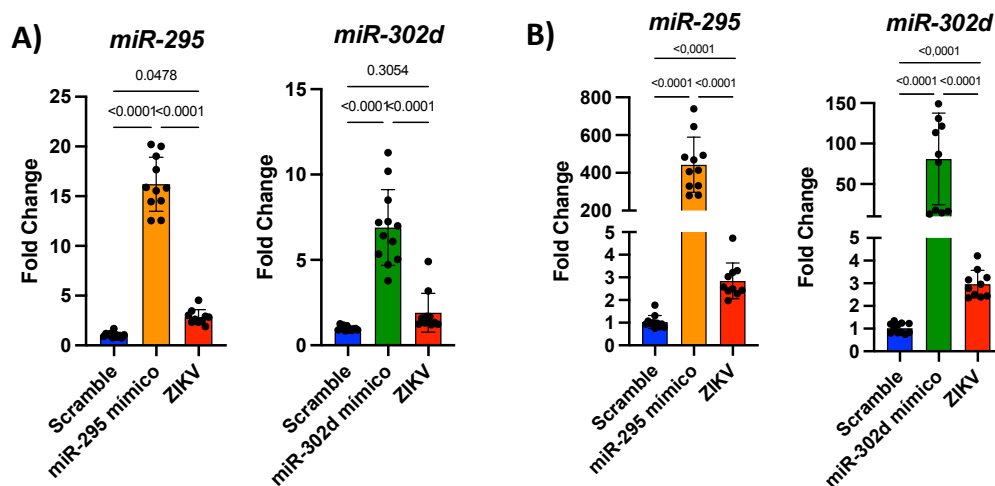 A)
miR-295
0.0478
<0.0001
<0.0001
Fold Change
25
20
15
10
5
0
Scramble
miR-295 mímico
ZIKV
miR-302d
0.3054
<0.0001
<0.0001
Fold Change
15
10
5
0
Scramble
miR-302d mímico
ZIKV
B)
miR-295
<0,0001
<0.0001
<0.0001
Fold Change
800
600
400
200
5
4
3
2
1
0
Scramble
miR-295 mímico
ZIKV
miR-302d
<0,0001
<0.0001
<0.0001
Fold Change
150
100
50
5
4
3
2
1
0
Scramble
miR-302d mímico
ZIKV